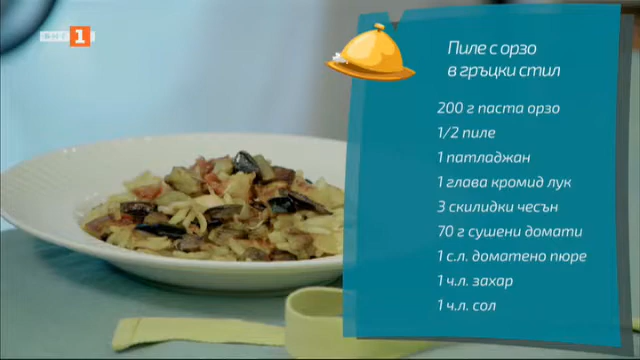 БНТ 1
Пиле с орзо
в гръцки стил
200 г паста орзо
1/2 пиле
1 патладжан
1 глава кромид лук
3 скилидки чесън
70 г сушени домати
1 с.л. доматено пюре
1 ч.л. захар
1 ч.л. сол